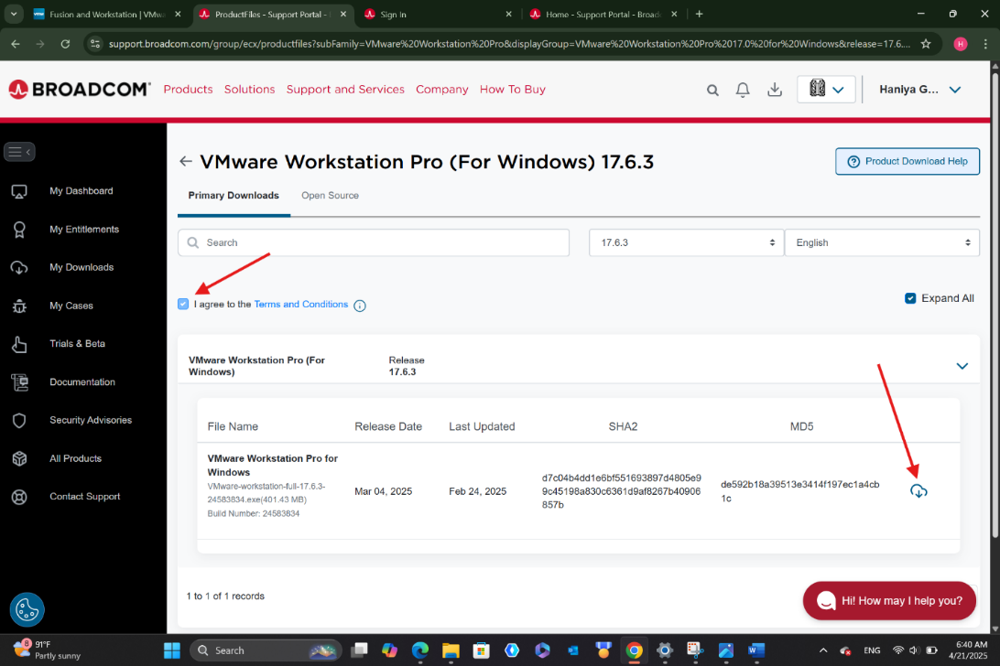 Fusion and Workstation | VMwa
ProductFiles - Support Portal -
Sign In
Home - Support Portal - Broad
support.broadcom.com/group/ecx/productfiles?subFamily=VMware%20Workstation%20Pro&displayGroup=VMware%20Workstation%20Pro%2017.0%20for%20Windows&release=17.6....
H
BROADCOM
Products
Solutions
Support and Services
Company
How To Buy
Haniya G...
My Dashboard
My Entitlements
My Downloads
My Cases
Trials & Beta
Documentation
Security Advisories
All Products
Contact Support
VMware Workstation Pro (For Windows) 17.6.3
Product Download Help
Primary Downloads
Open Source
Search
17.6.3
English
I agree to the Terms and Conditions
Expand All
VMware Workstation Pro (For
Windows)
Release
17.6.3
File Name
Release Date
Last Updated
SHA2
MD5
VMware Workstation Pro for
Windows
VMware-workstation-full-17.6.3-
24583834.exe(401.43 MB)
Build Number: 24583834
Mar 04, 2025
Feb 24, 2025
d7c04b4dd1e6bf551693897d4805e9
9c45198a830c6361d9af8267b40906
857b
de592b18a39513e3414f197ec1a4cb
1c
1 to 1 of 1 records
Hi! How may I help you?
8
91°F
Partly sunny
Search
ENG
6:40 AM
4/21/2025